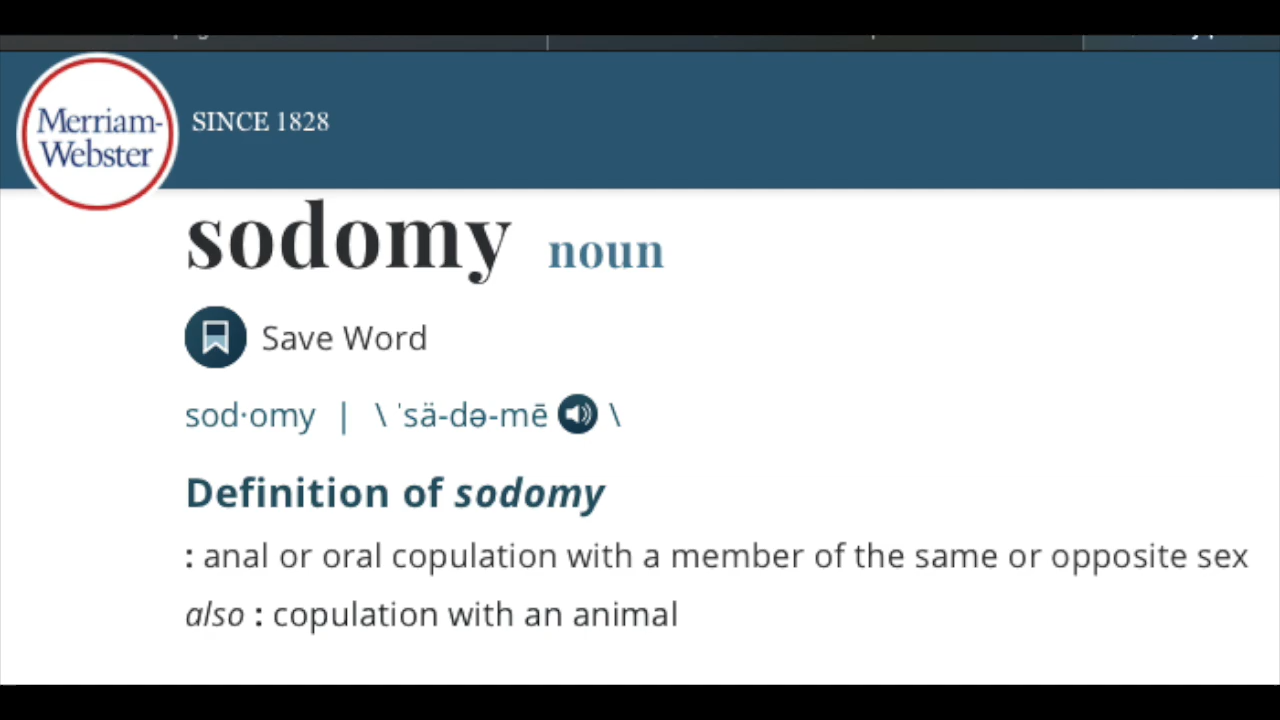 Merriam-
Webster
SINCE 1828
sodomy noun
Save Word
sod·omy | \ ˈsä-də-mē \
Definition of sodomy
: anal or oral copulation with a member of the same or opposite sex
also : copulation with an animal